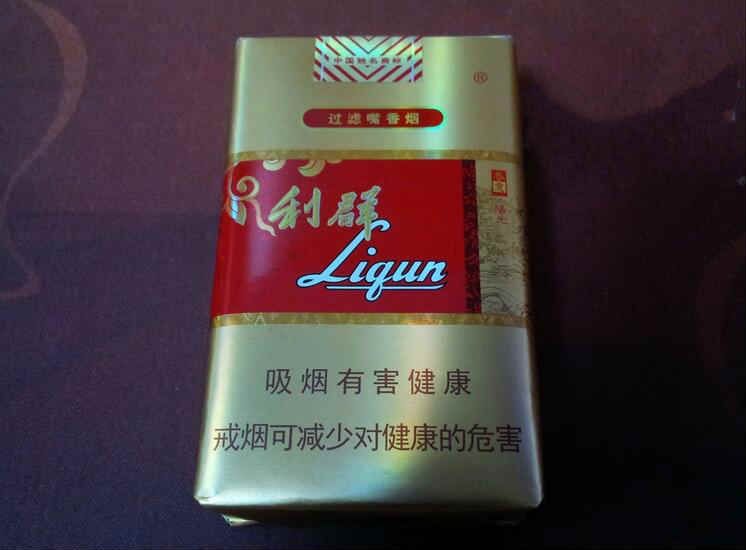 中国驰名商标
®
过滤嘴香烟
利群
Liqun
吸烟有害健康
戒烟可减少对健康的危害